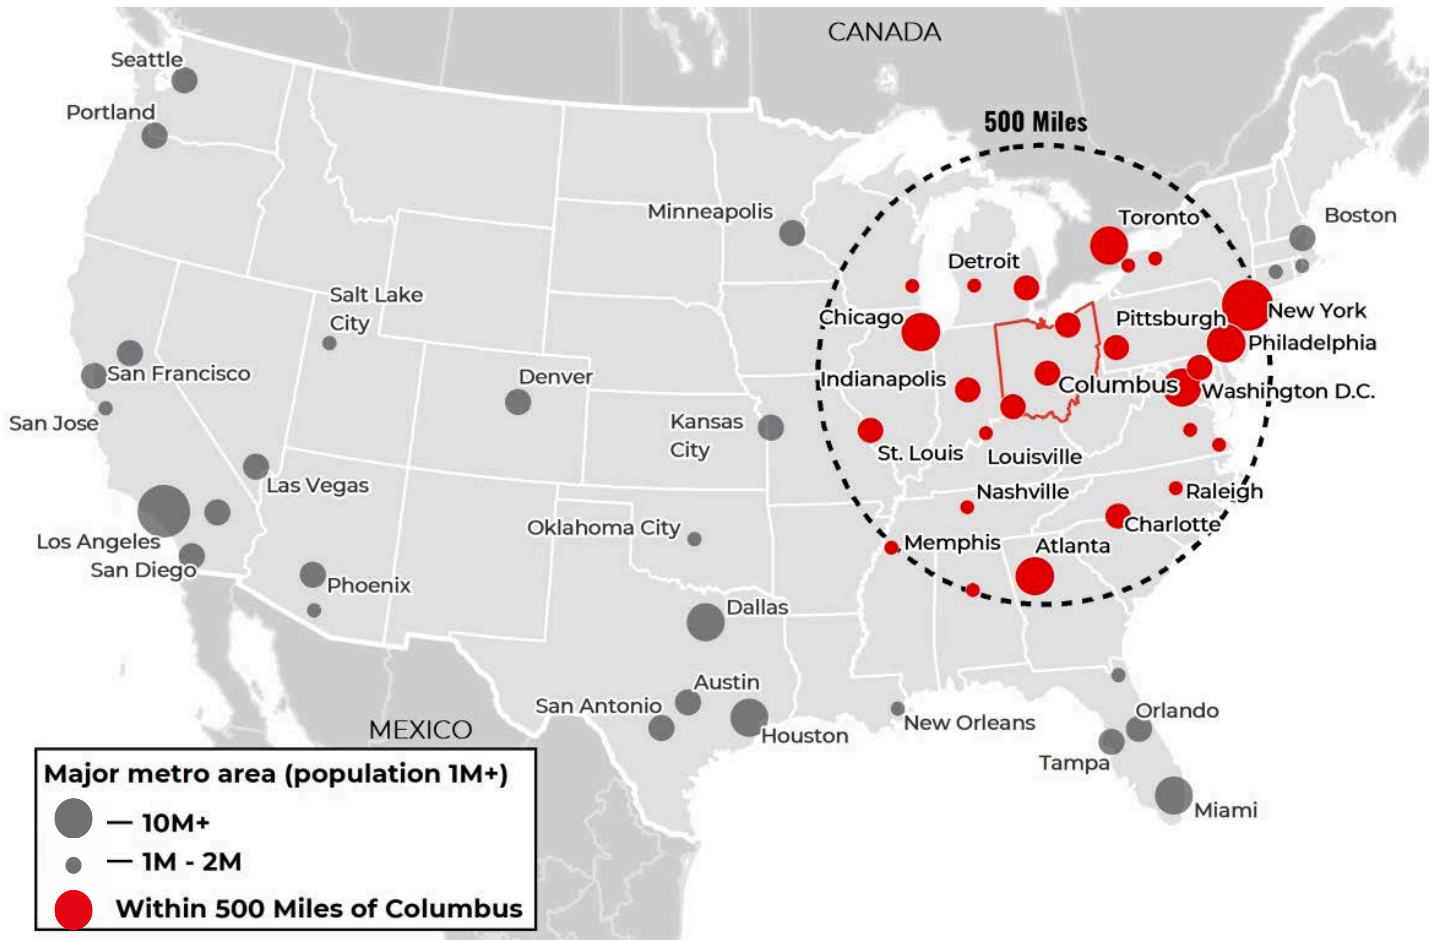 CANADA
Seattle
Portland
500 Miles
Minneapolis
Toronto
Boston
Detroit
Salt Lake
City
Chicago
Pittsburgh
New York
Philadelphia
San Francisco
Denver
Indianapolis
Columbus
Washington D.C.
San Jose
Kansas
City
St. Louis
Louisville
Las Vegas
Nashville
Raleigh
Oklahoma City
Charlotte
Los Angeles
Memphis
Atlanta
San Diego
Phoenix
Dallas
Austin
San Antonio
Orlando
New Orleans
MEXICO
Houston
Tampa
Miami
Major metro area (population 1M+)
— 10M+
— 1M - 2M
Within 500 Miles of Columbus